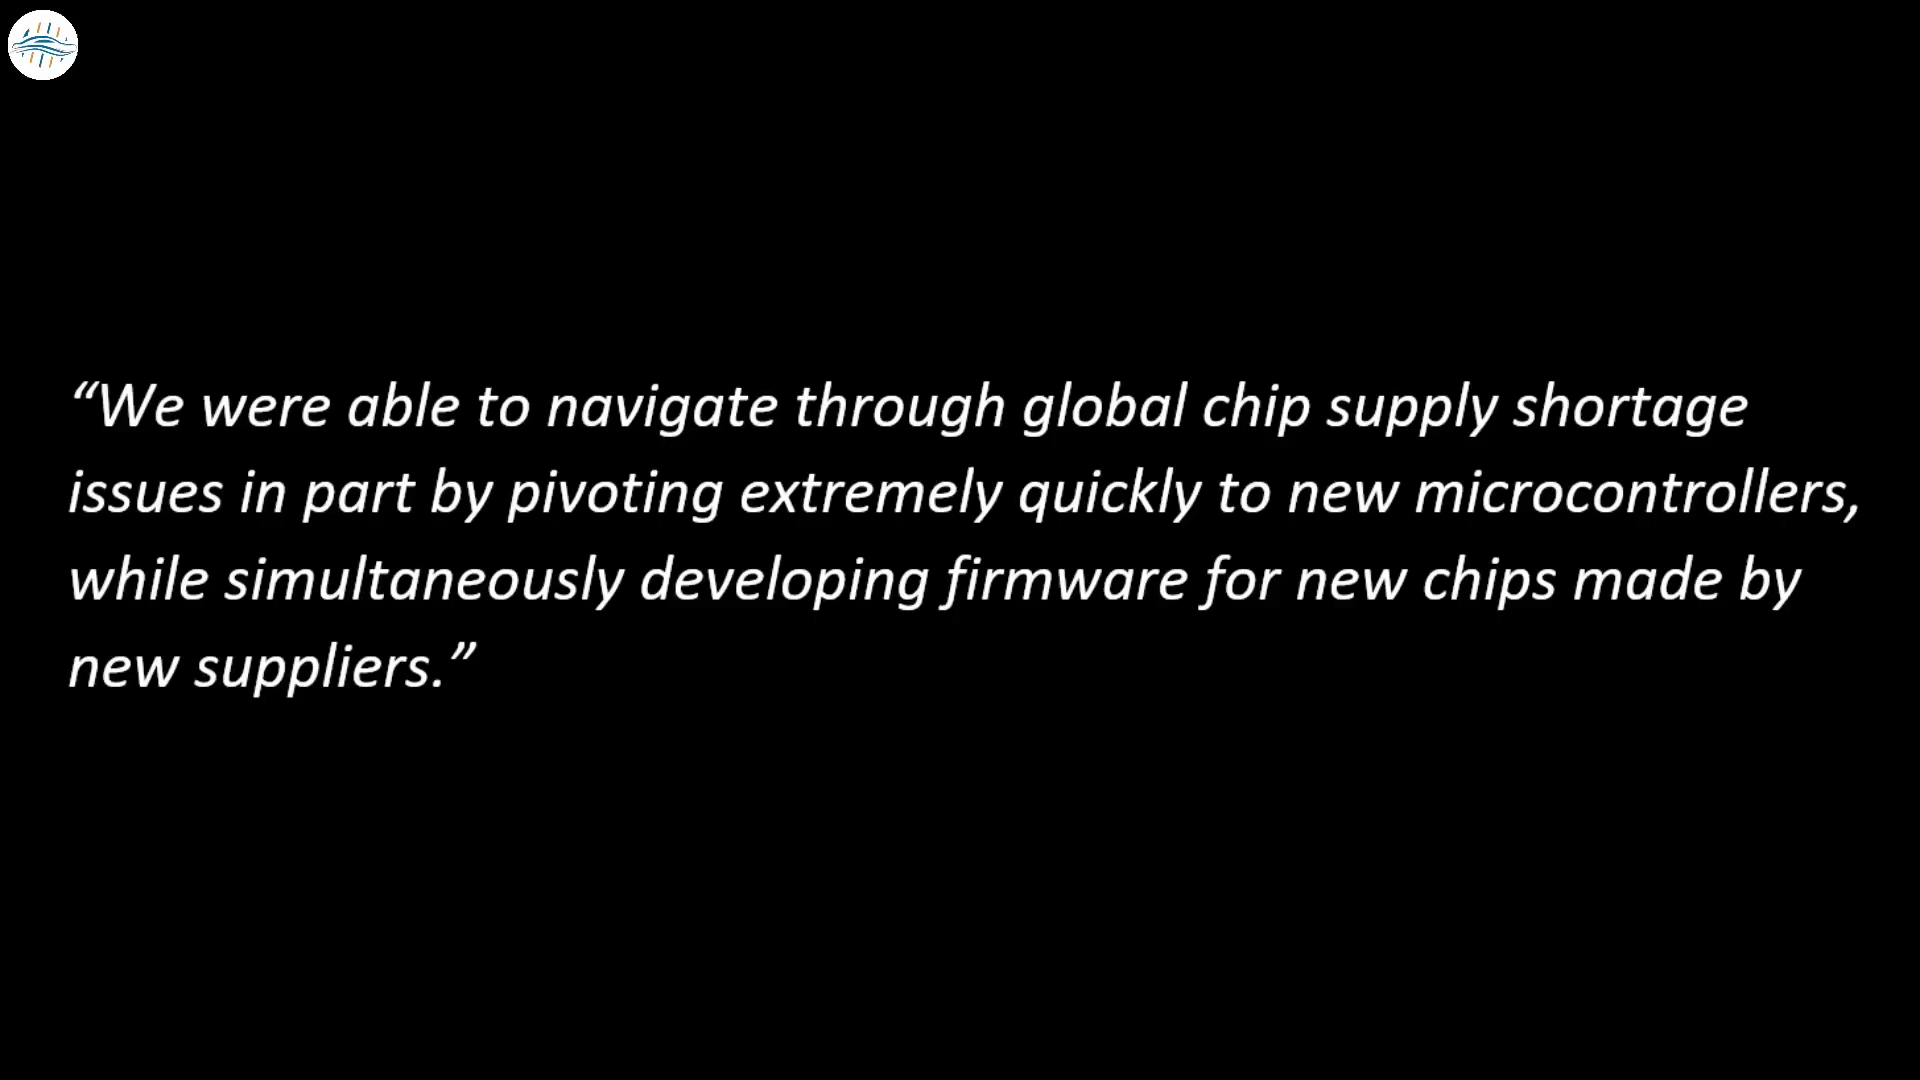 “We were able to navigate through global chip supply shortage
issues in part by pivoting extremely quickly to new microcontrollers,
while simultaneously developing firmware for new chips made by
new suppliers.”